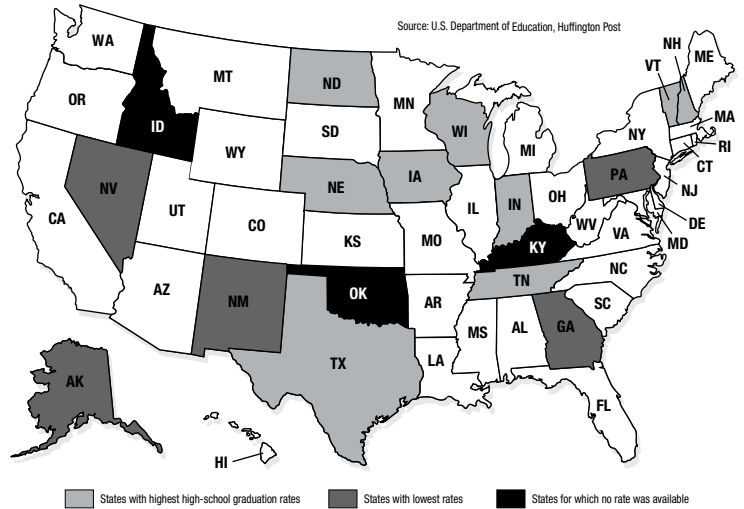 Source: U.S. Department of Education, Huffington Post
NH
WA
VT
ME
MT
ND
MN
OR
ID
SD
WI
MI
NY
MA
RI
CT
WY
NV
NE
IA
PA
NJ
IL
IN
OH
UT
CO
CA
DE
MD
WV
VA
KS
MO
KY
NC
AZ
NM
OK
TN
AR
SC
MS
AL
GA
TX
LA
AK
FL
HI
States with highest high-school graduation rates
States with lowest rates
States for which no rate was available